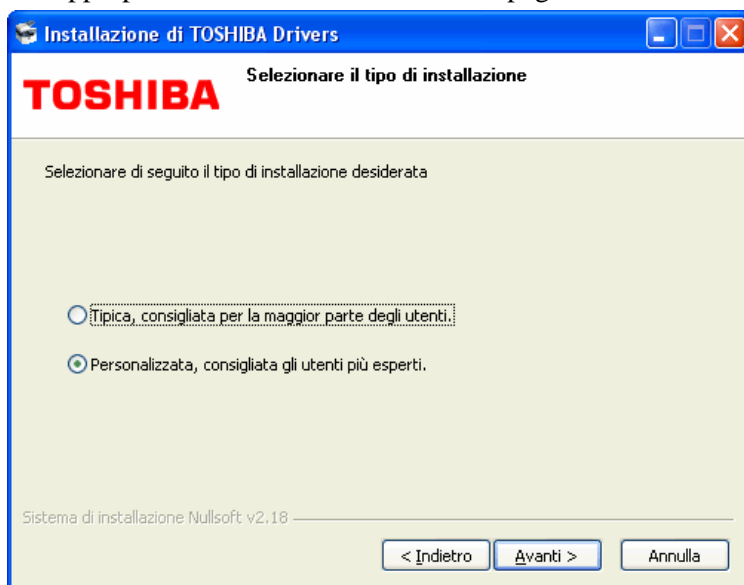 Installazione di TOSHIBA Drivers
TOSHIBA
Selezionare il tipo di installazione
Selezionare di seguito il tipo di installazione desiderata
Tipica, consigliata per la maggior parte degli utenti.
Personalizzata, consigliata gli utenti più esperti.
Sistema di installazione Nullsoft v2.18
< Indietro
Avanti >
Annulla